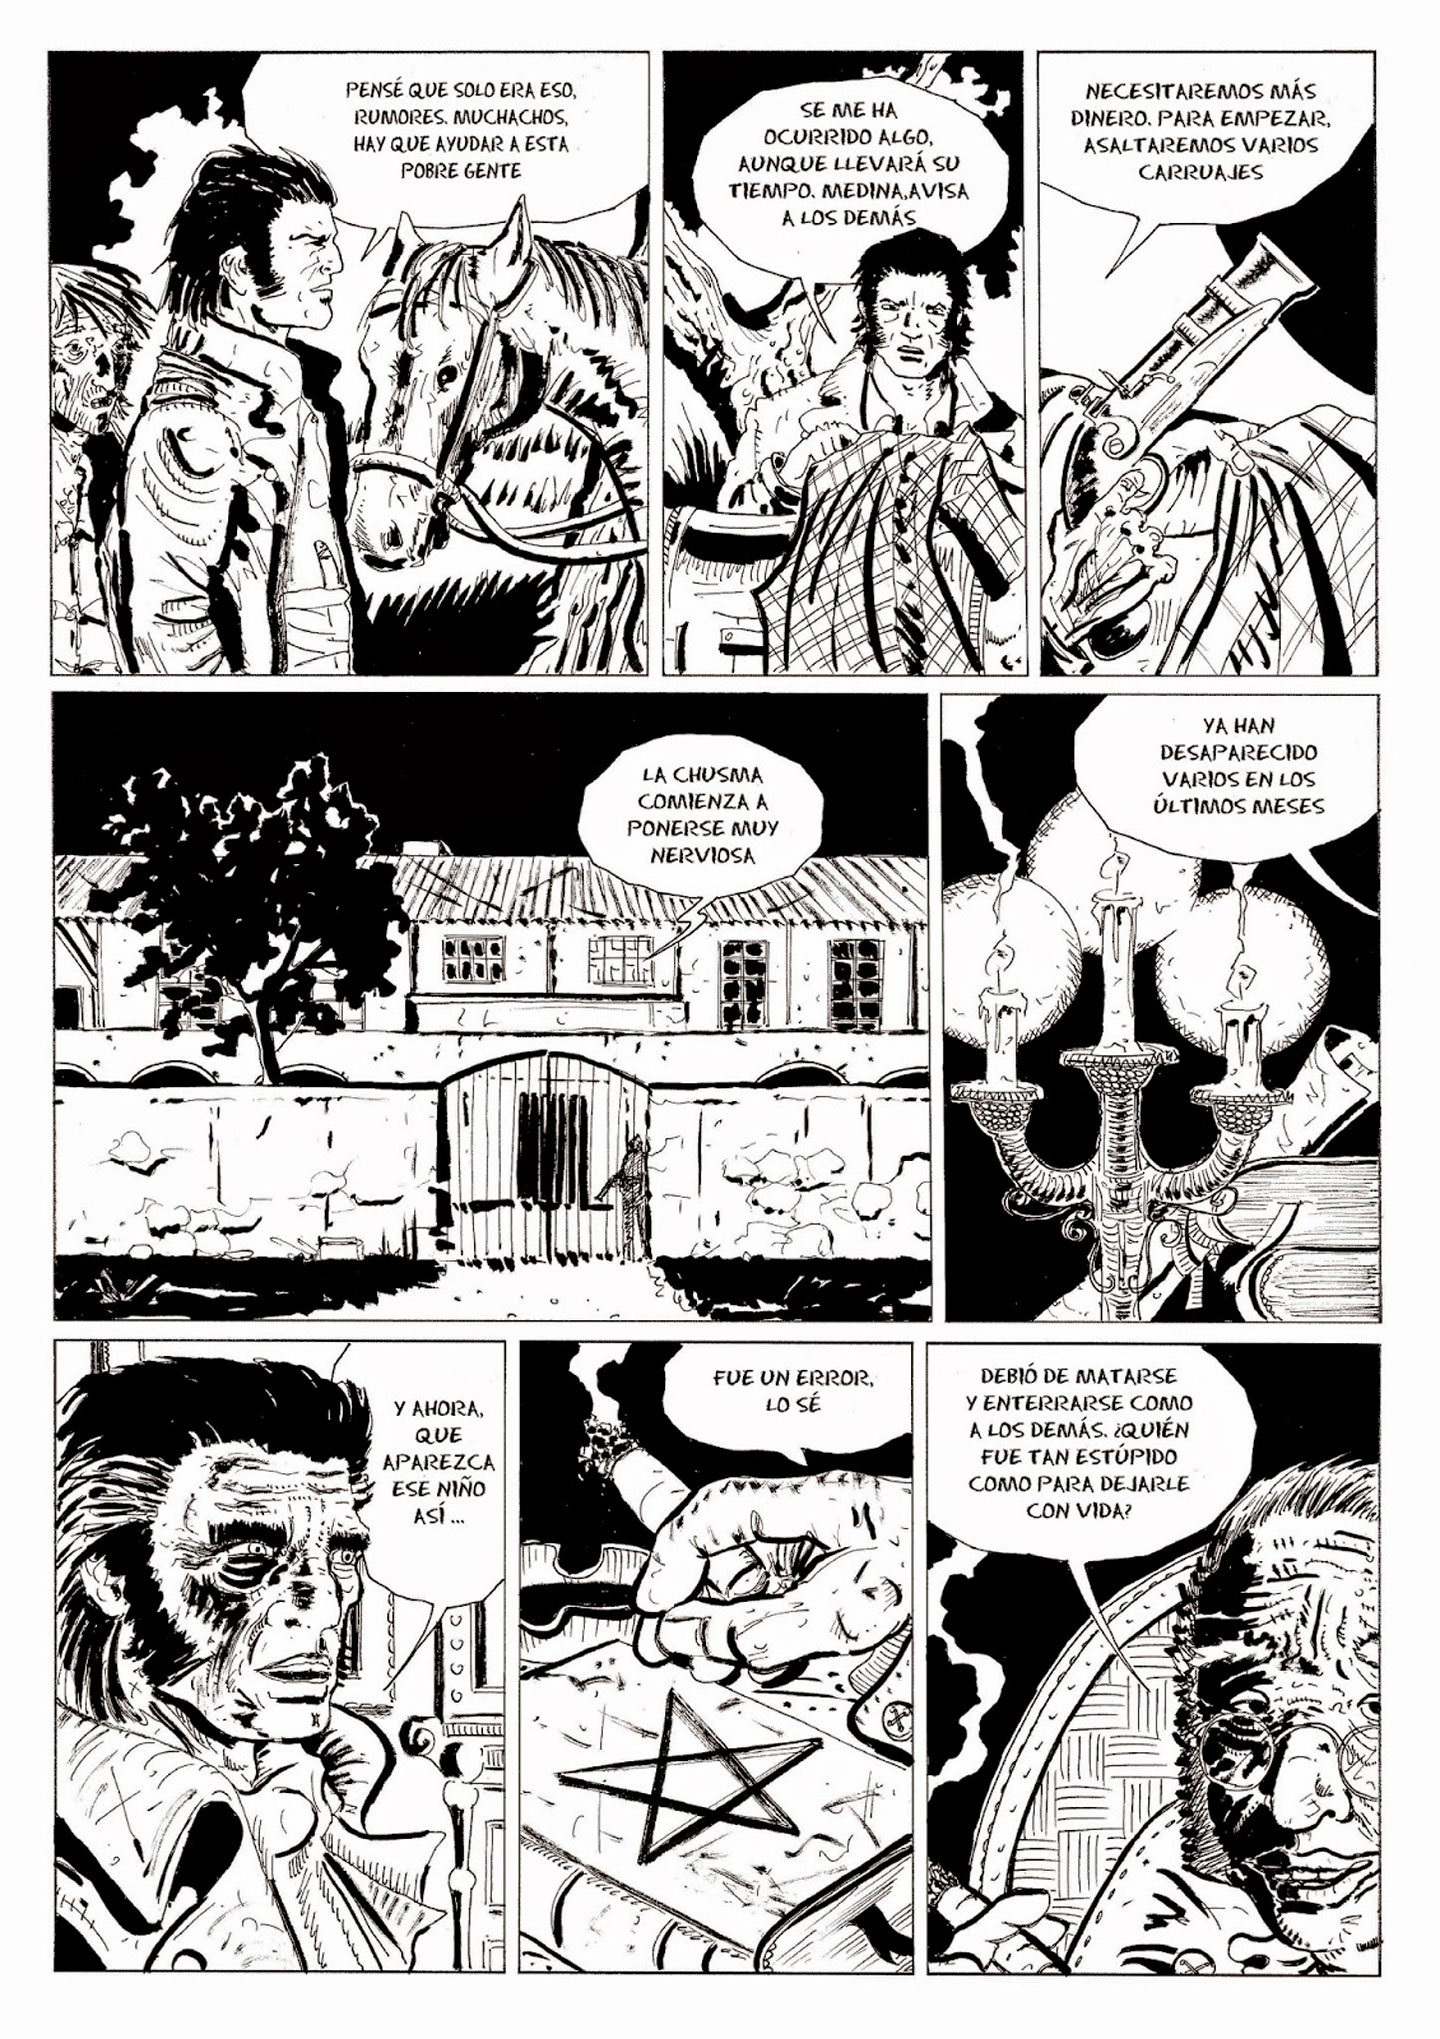 PENSÉ QUE SOLO ERA ESO,
RUMORES. MUCHACHOS,
HAY QUE AYUDAR A ESTA
POBRE GENTE
SE ME HA
OCURRIDO ALGO,
AUNQUE LLEVARÁ SU
TIEMPO. MEDINA,AVISA
A LOS DEMÁS
NECESITAREMOS MÁS
DINERO. PARA EMPEZAR,
ASALTAREMOS VARIOS
CARRUAJES
LA CHUSMA
COMIENZA A
PONERSE MUY
NERVIOSA
YA HAN
DESAPARECIDO
VARIOS EN LOS
ÚLTIMOS MESES
Y AHORA,
QUE
APAREZCA
ESE NIÑO
ASÍ ...
FUE UN ERROR,
LO SÉ
DEBIÓ DE MATARSE
Y ENTERRARSE COMO
A LOS DEMÁS. ¿QUIÉN
FUE TAN ESTÚPIDO
COMO PARA DEJARLE
CON VIDA?